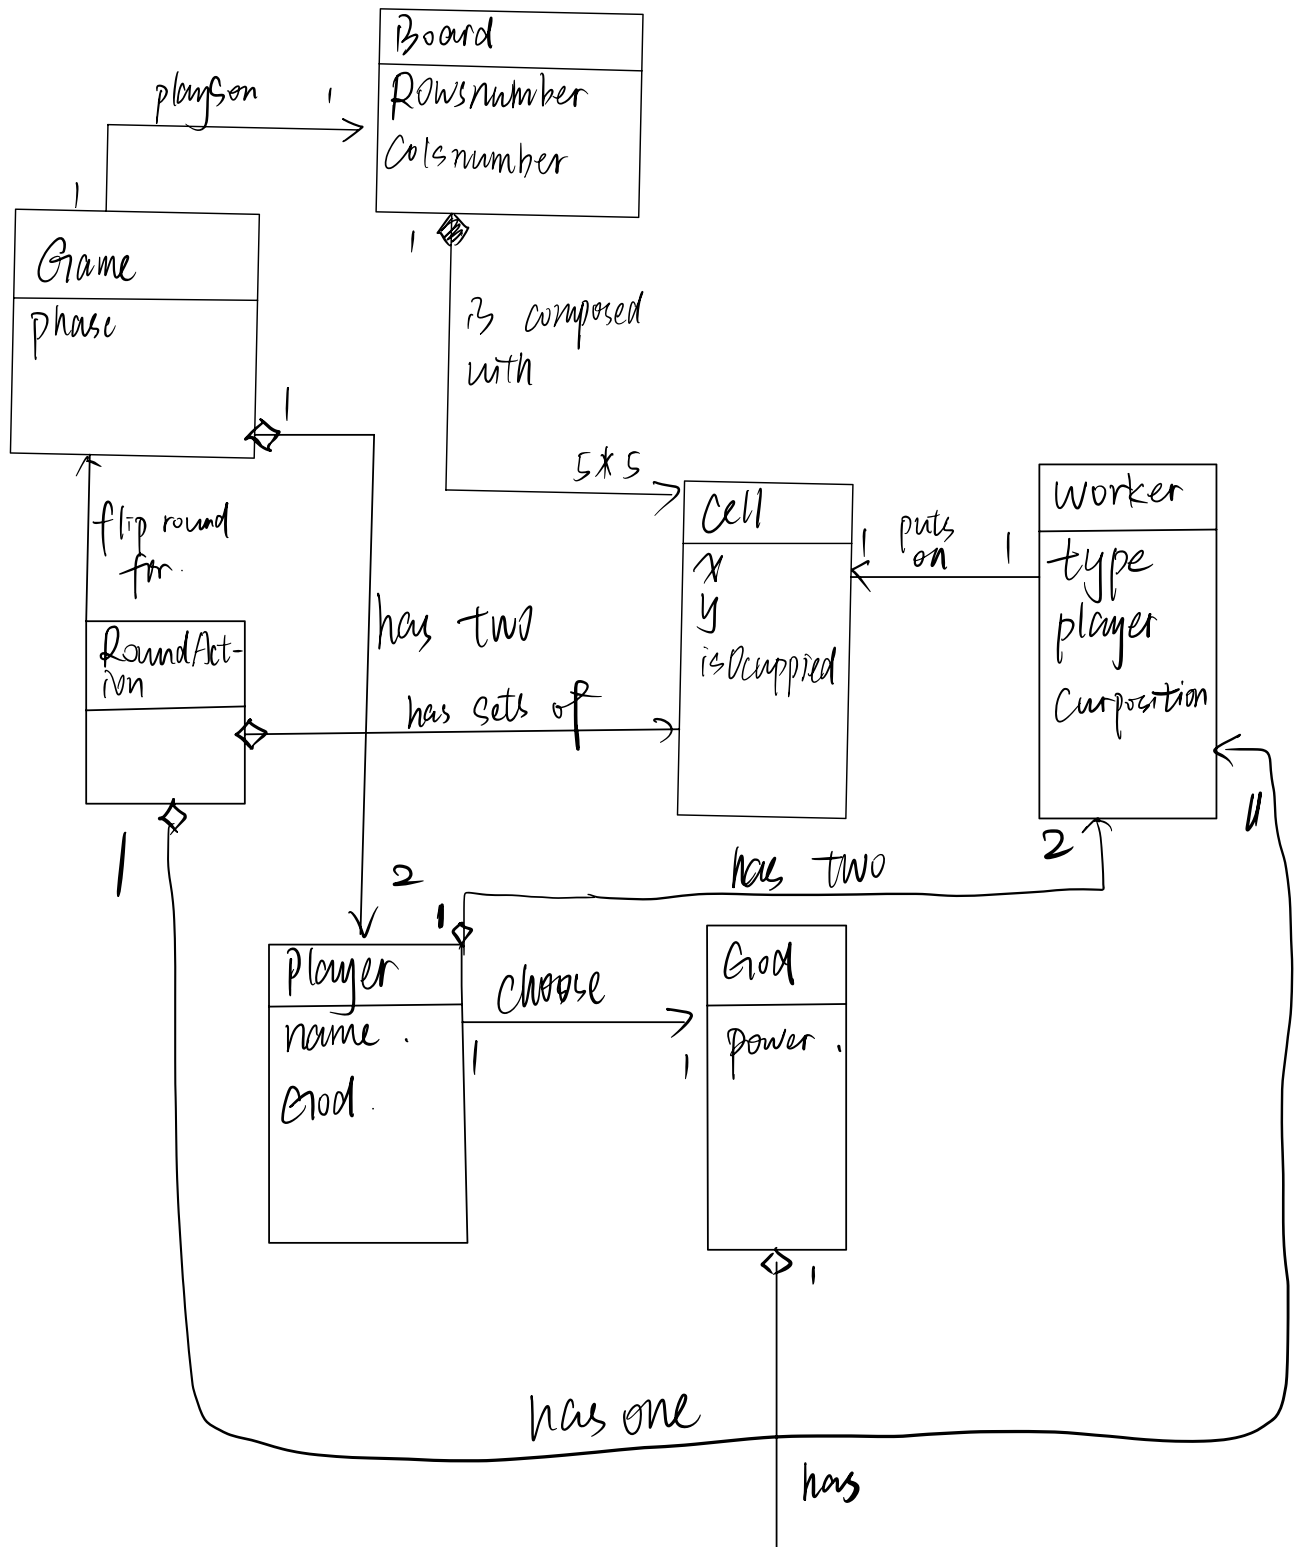 Board
Rowsnumber
Colsnumber
playson
1
1
Game
phase
1
1
is composed
with
5*5
flip round
for.
has two
RoundAct-
ion
has sets of
Cell
x
y
isOcuppied
1
puts
on
1
worker
type
player
Curposition
1
2
1
has two
2
Player
name.
God.
choose
1
1
God
power.
1
has one
has